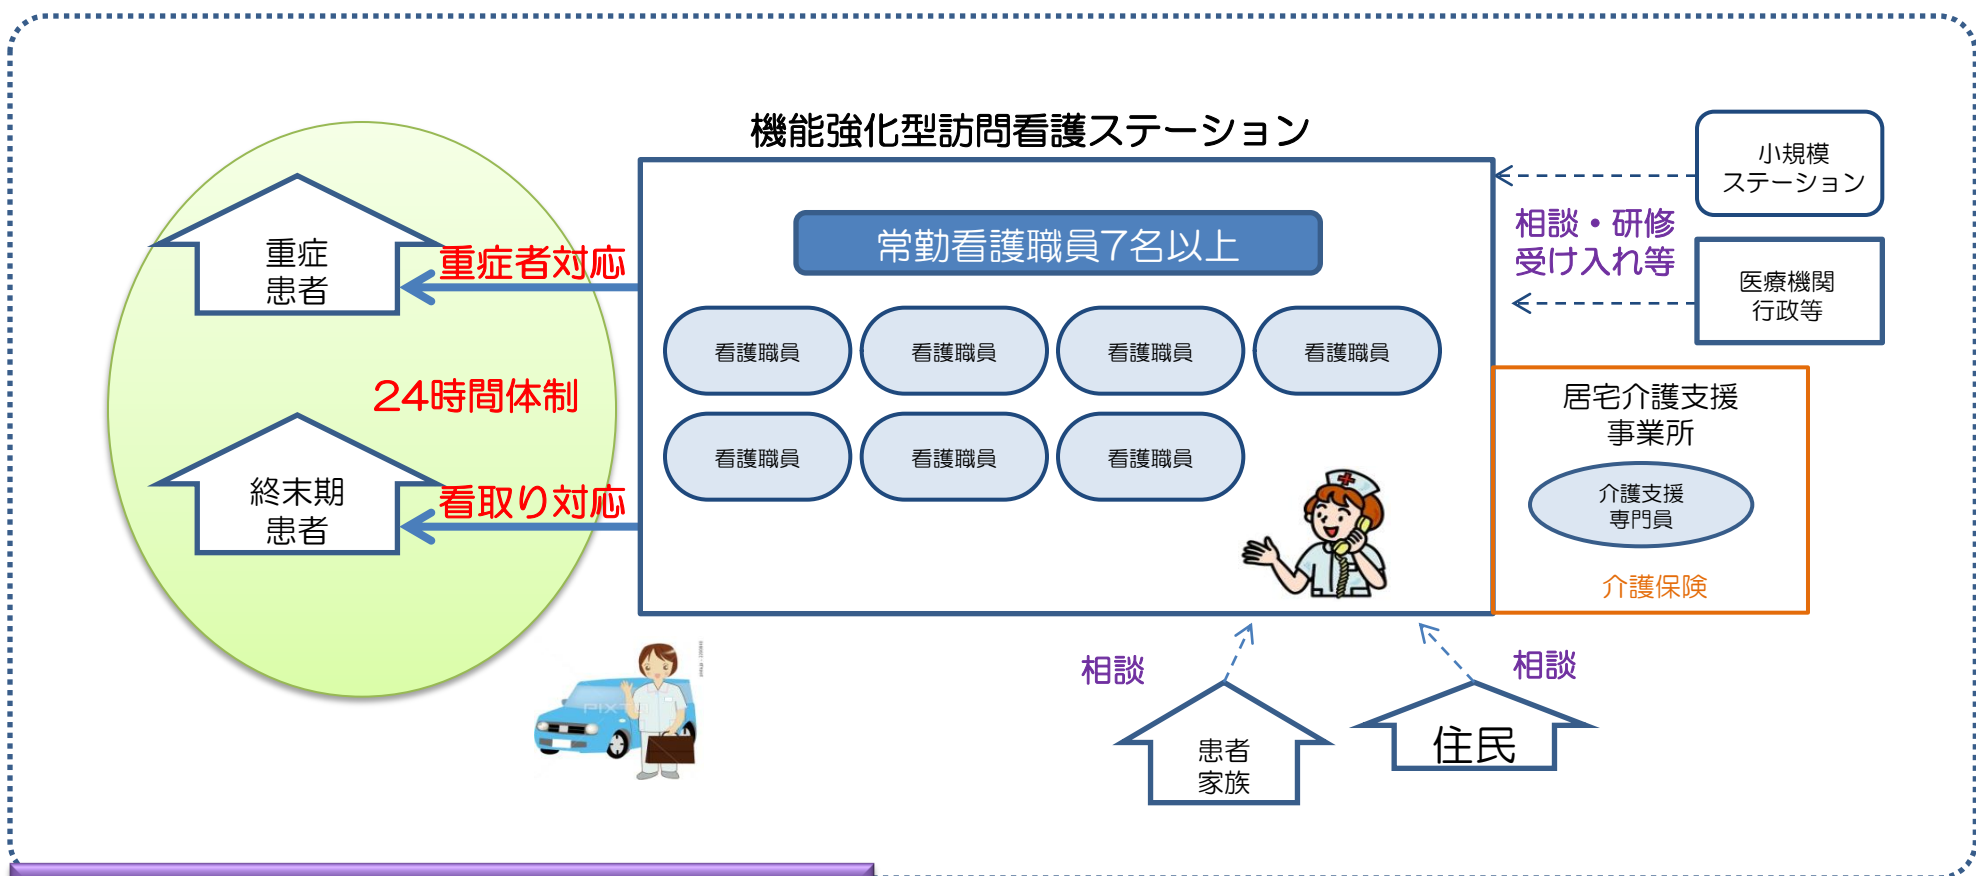 機能強化型訪問看護ステーション
小規模
ステーション
相談・研修
受け入れ等
医療機関
行政等
常勤看護職員7名以上
重症
患者
重症者対応
看護職員
看護職員
看護職員
看護職員
24時間体制
居宅介護支援
事業所
看護職員
看護職員
看護職員
終末期
患者
看取り対応
介護支援
専門員
介護保険
相談
相談
患者
家族
住民
PIXT